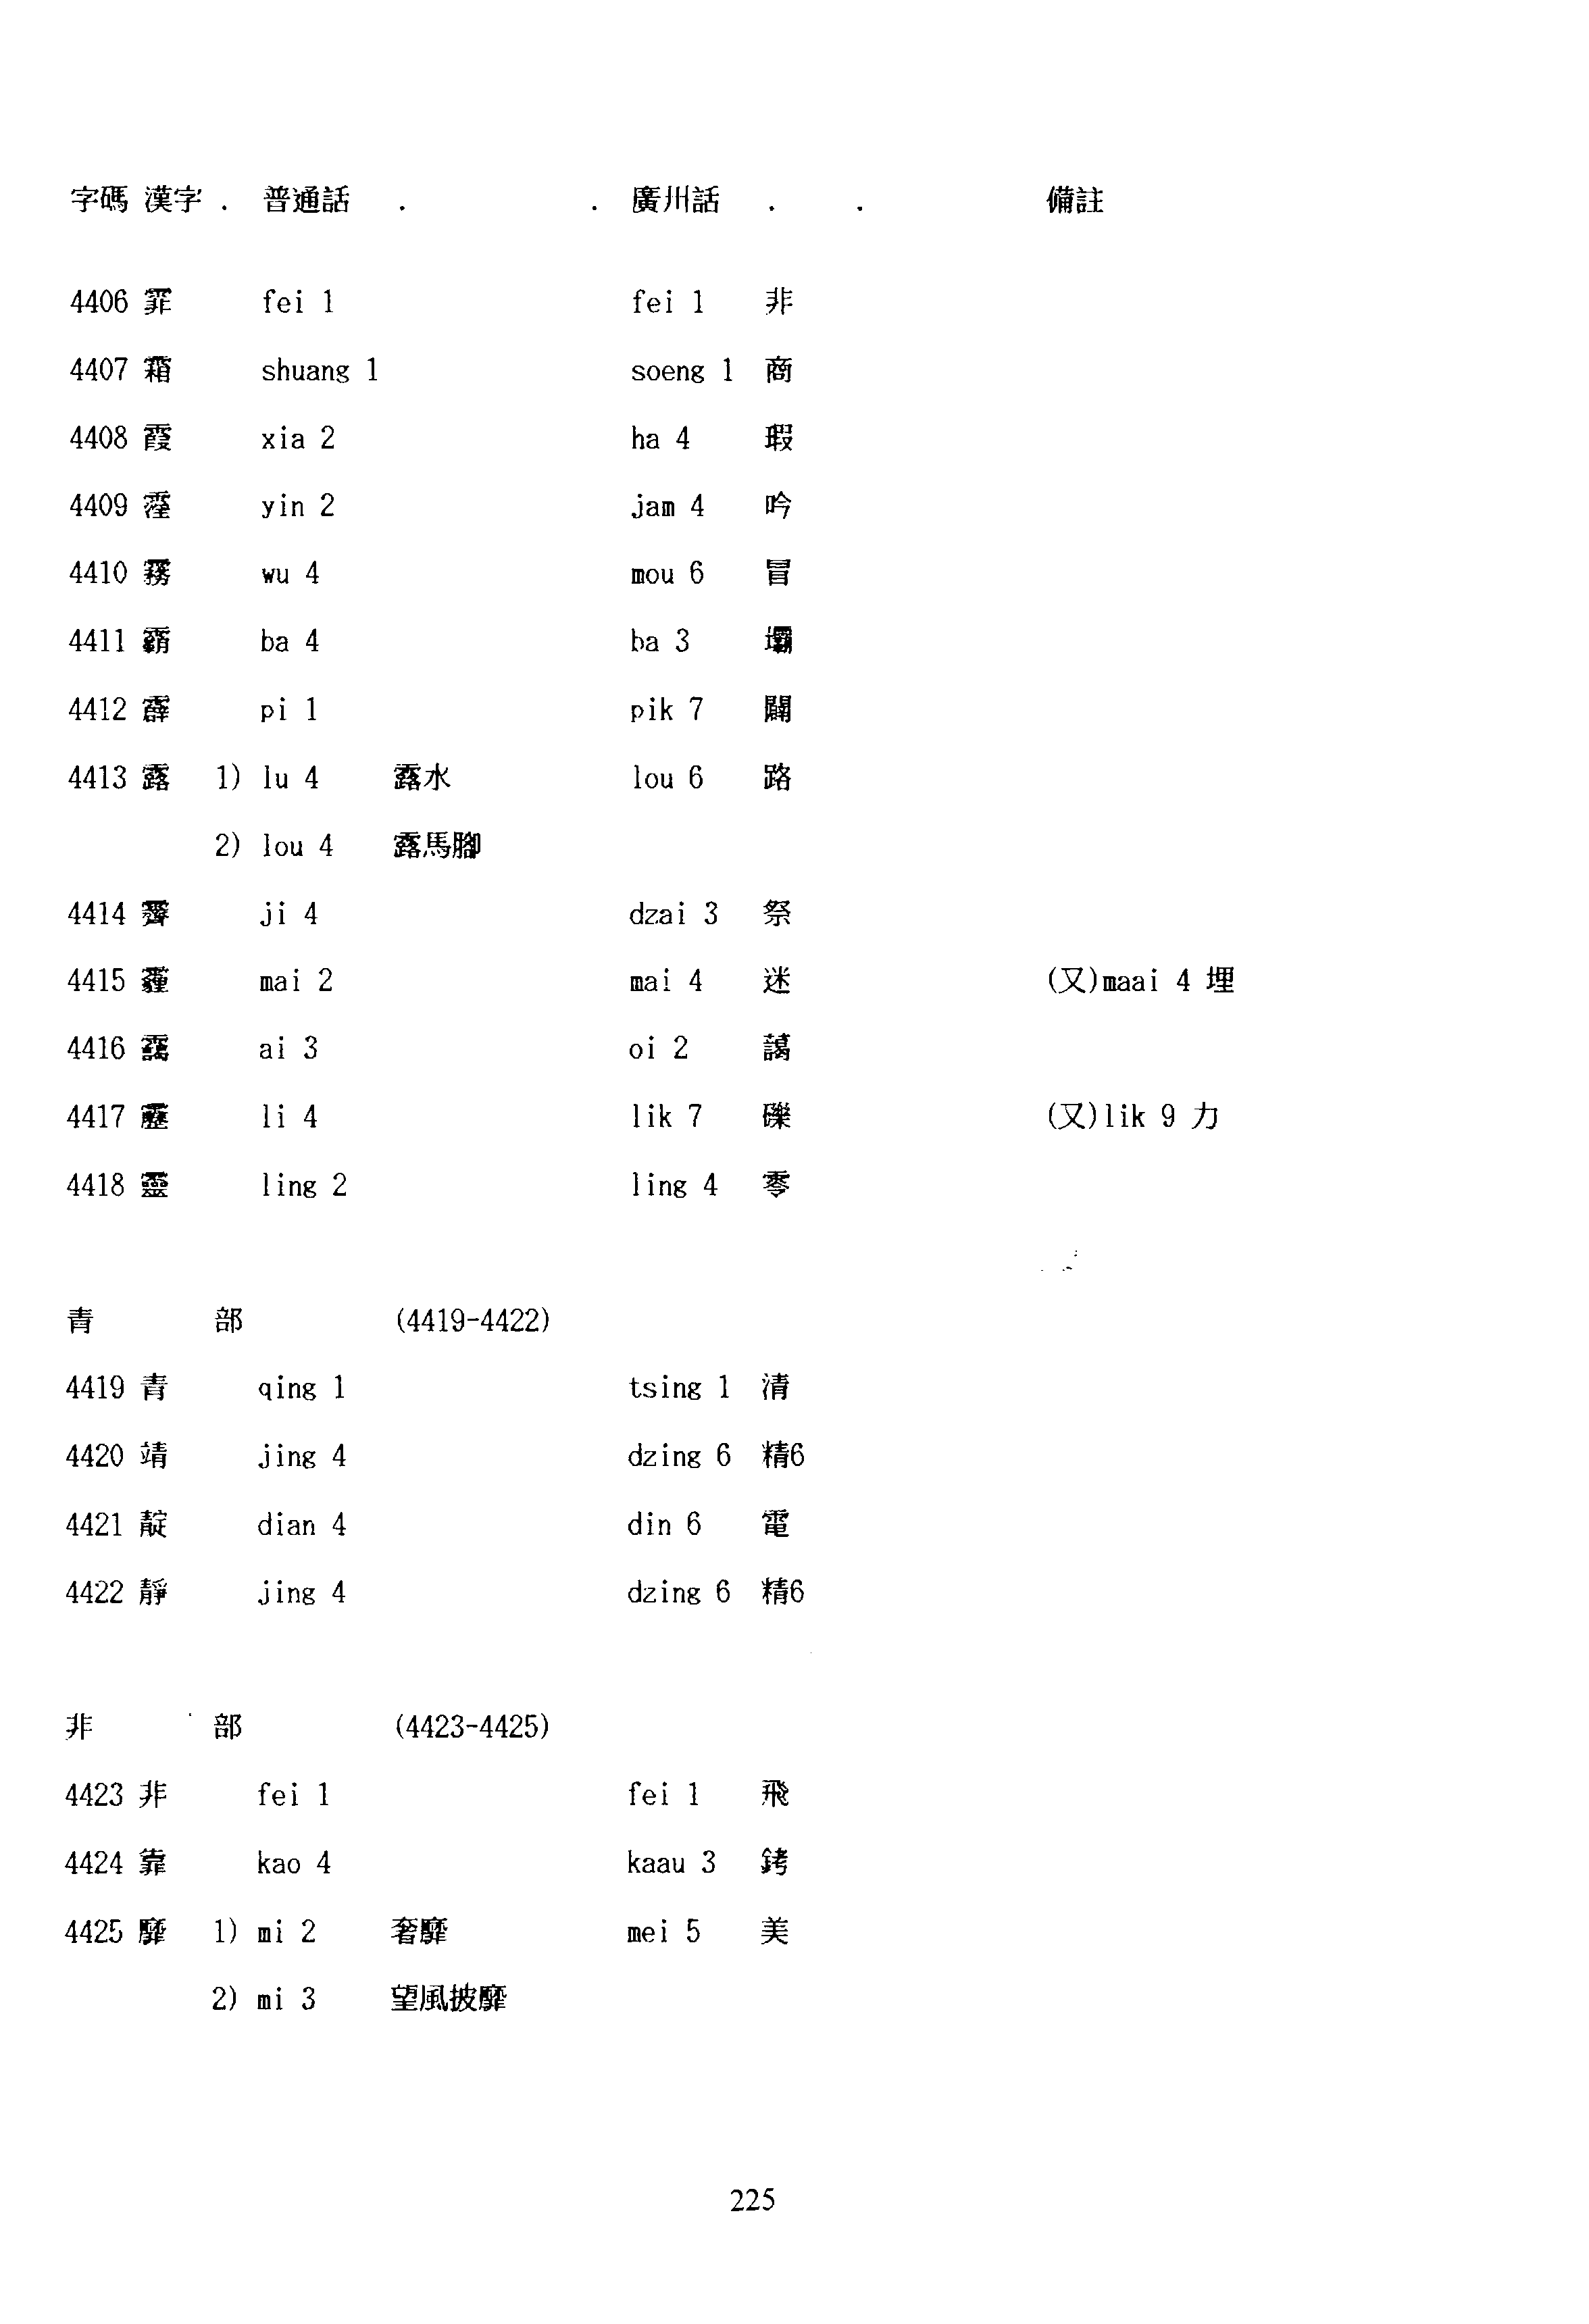 字碼 漢字 . 普通話 . . 廣州話 . . 備註
4406 霏 fei 1 fei 1 非
4407 霜 shuang 1 soeng 1 商
4408 霞 xia 2 ha 4 瑕
4409 霪 yin 2 jam 4 吟
4410 霧 wu 4 mou 6 冒
4411 霸 ba 4 ba 3 壩
4412 霹 pi 1 pik 7 闢
4413 露 1) lu 4 露水 lou 6 路
2) lou 4 露馬腳
4414 霽 ji 4 dzai 3 祭
4415 霾 mai 2 mai 4 迷 (又)maai 4 埋
4416 靄 ai 3 oi 2 藹
4417 靂 li 4 lik 7 礫 (又)lik 9 力
4418 靈 ling 2 ling 4 零
青 部 (4419-4422)
4419 青 qing 1 tsing 1 清
4420 靖 jing 4 dzing 6 精6
4421 靛 dian 4 din 6 電
4422 靜 jing 4 dzing 6 精6
非 部 (4423-4425)
4423 非 fei 1 fei 1 飛
4424 靠 kao 4 kaau 3 銬
4425 靡 1) mi 2 奢靡 mei 5 美
2) mi 3 望風披靡
225